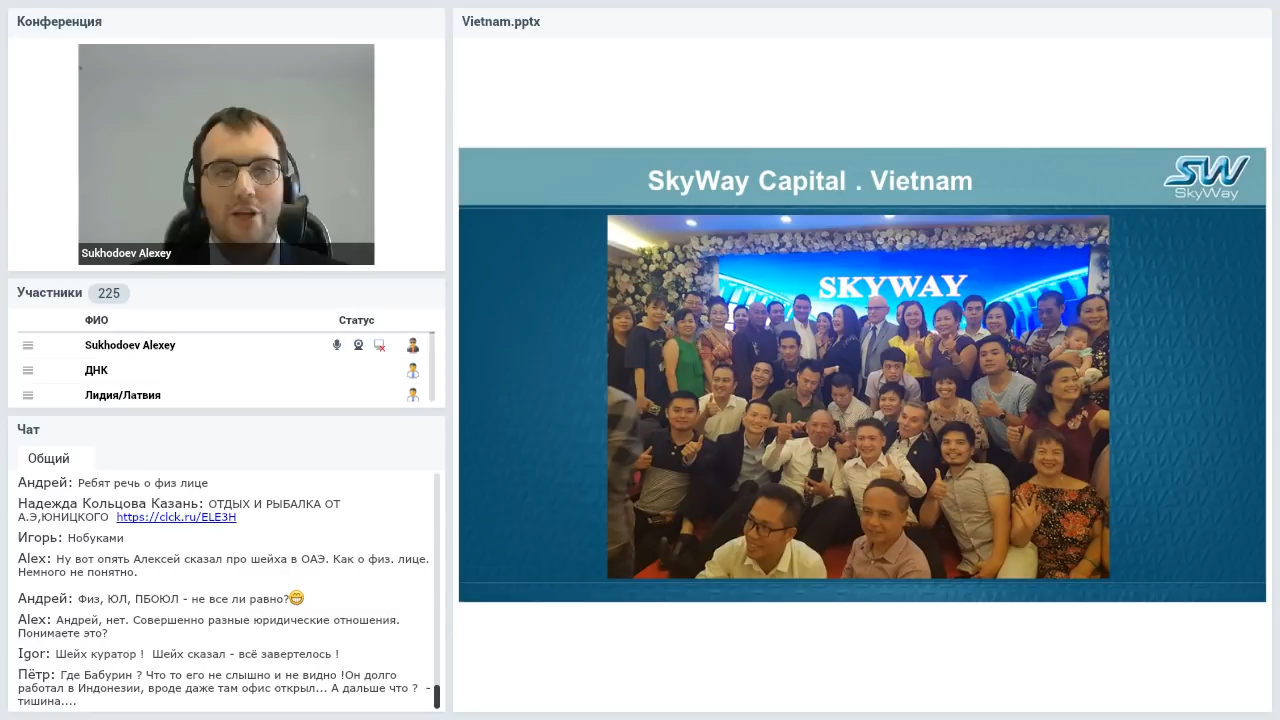 Конференция
Sukhodoev Alexey
Участники 225
ФИО Статус
Sukhodoev Alexey
ДНК
Лидия/Латвия
Чат
Общий
Андрей: Ребят речь о физ лице
Надежда Кольцова Казань: ОТДЫХ И РЫБАЛКА ОТ
А.Э,ЮНИЦКОГО https://clck.ru/ELE3H
Игорь: Нобуками
Alex: Ну вот опять Алексей сказал про шейха в ОАЭ. Как о физ. лице.
Немного не понятно.
Андрей: Физ, ЮЛ, ПБОЮЛ - не все ли равно?
Alex: Андрей, нет. Совершенно разные юридические отношения.
Понимаете это?
Igor: Шейх куратор ! Шейх сказал - всё завертелось !
Пётр: Где Бабурин ? Что то его не слышно и не видно !Он долго
работал в Индонезии, вроде даже там офис открыл... А дальше что ? -
тишина....
Vietnam.pptx
SkyWay Capital . Vietnam
SW
SkyWay
SKYWAY